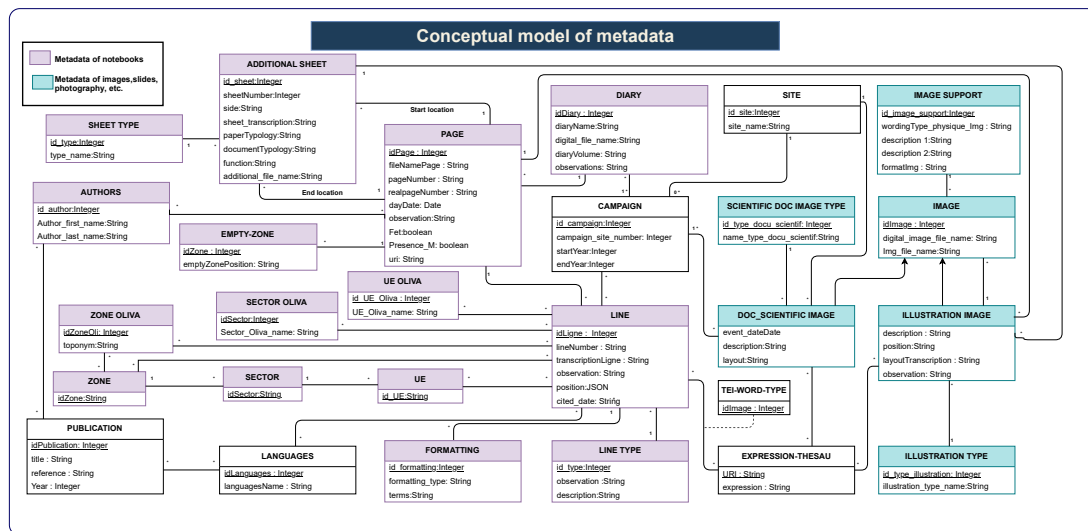 Conceptual model of metadata
Metadata of notebooks
Metadata of images,slides,
photography, etc.
ADDITIONAL SHEET
id_sheet:Integer
sheetNumber:Integer
side:String
sheet_transcription:String
paperTypology:String
documentTypology:String
function:String
additional_file_name:String
SHEET TYPE
id_type:Integer
type_name:String
Start location
End location
PAGE
idPage : Integer
fileNamePage : String
pageNumber : String
realpageNumber : String
dayDate: Date
observation:String
Fet:boolean
Presence_M: boolean
uri: String
DIARY
idDiary : Integer
diaryName:String
digital_file_name:String
diaryVolume: String
observations: String
SITE
id_site:Integer
site_name:String
IMAGE SUPPORT
id_image_support:Integer
wordingType_physique_Img : String
description 1:String
description 2:String
formatImg : String
AUTHORS
id_author:Integer
Author_first_name:String
Author_last_name:String
EMPTY-ZONE
idZone : Integer
emptyZonePosition: String
CAMPAIGN
id_campaign:Integer
campaign_site_number: Integer
startYear:Integer
endYear:Integer
SCIENTIFIC DOC IMAGE TYPE
id_type_docu_scientif: Integer
name_type_docu_scientif:String
IMAGE
idImage : Integer
digital_image_file_name: String
Img_file_name:String
UE OLIVA
id_UE_Oliva : Integer
UE_Oliva_name: String
SECTOR OLIVA
idSector:Integer
Sector_Oliva_name: String
ZONE OLIVA
idZoneOli: Integer
toponym:String
LINE
idLigne : Integer
lineNumber : String
transcriptionLigne : String
observation: String
position:JSON
cited_date: String
DOC_SCIENTIFIC IMAGE
event_dateDate
description:String
layout:String
ILLUSTRATION IMAGE
description : String
position:String
layoutTranscription : String
observation: String
ZONE
idZone:String
SECTOR
idSector:String
UE
id_UE:String
TEI-WORD-TYPE
idImage : Integer
PUBLICATION
idPublication: Integer
title : String
reference : String
Year : Integer
LANGUAGES
idLanguages : Integer
languagesName : String
FORMATTING
id_formatting:Integer
formatting_type: String
terms:String
LINE TYPE
id_type:Integer
observation :String
description:String
EXPRESSION-THESAU
URI : String
expression : String
ILLUSTRATION TYPE
id_type_illustration: Integer
illustration_type_name:String